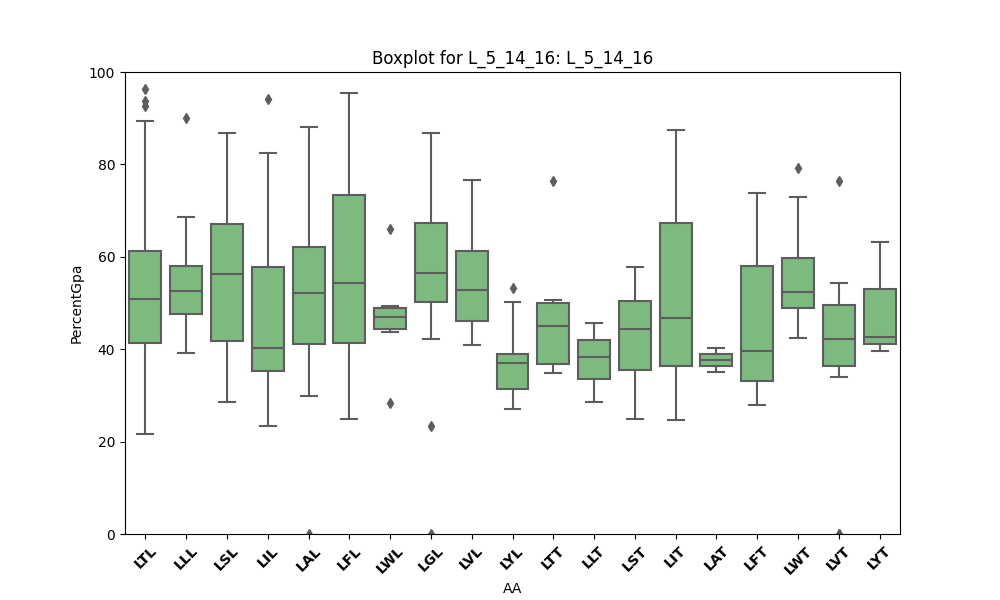 Boxplot for L_5_14_16: L_5_14_16
100
80
60
40
20
0
PercentGpa
LTL LLL LSL LIL LAL LFL LWL LGL LVL LYL LTT LLT LST LIT LAT LFT LWT LVT LYT
AA